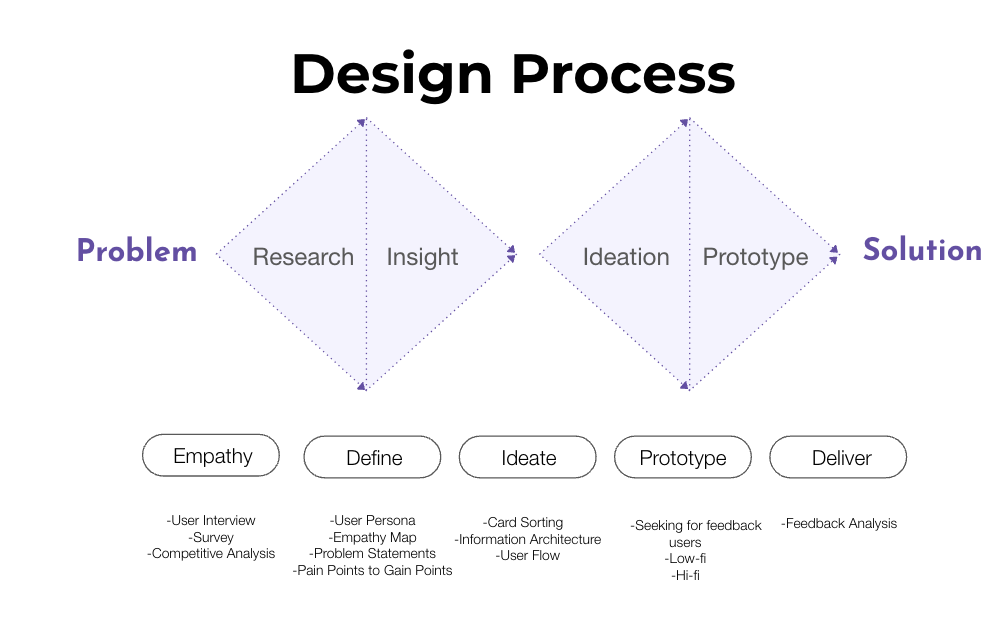 Design Process
Problem
Research
Insight
Ideation
Prototype
Solution
Empathy
Define
Ideate
Prototype
Deliver
-User Interview
-Survey
-Competitive Analysis
-User Persona
-Empathy Map
-Problem Statements
-Pain Points to Gain Points
-Card Sorting
-Information Architecture
-User Flow
-Seeking for feedback
users
-Low-fi
-Hi-fi
-Feedback Analysis